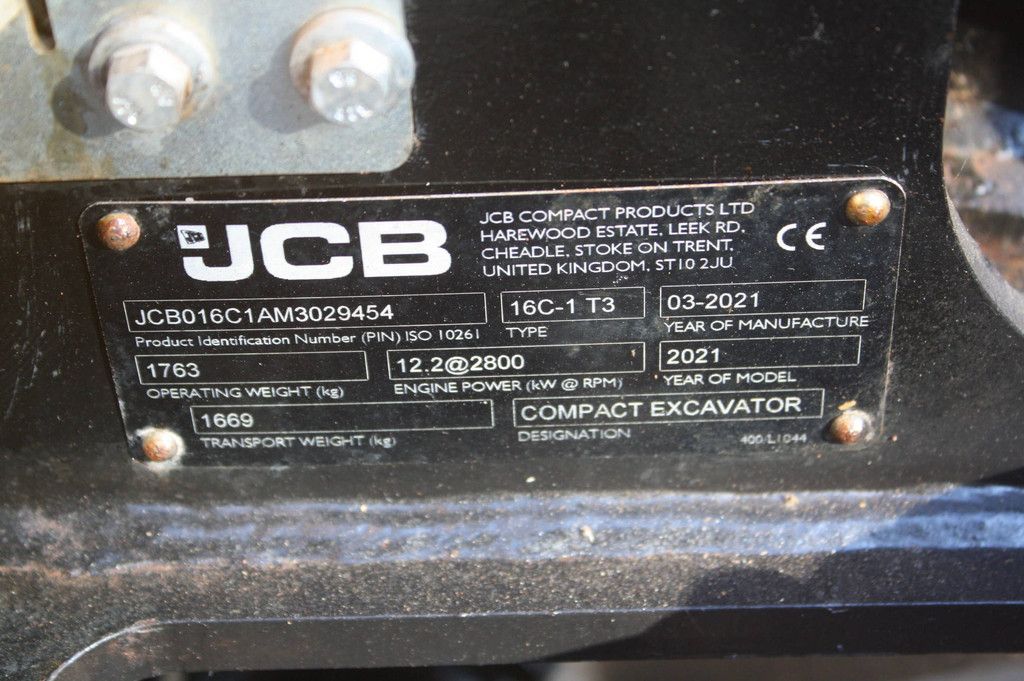 JCB
JCB COMPACT PRODUCTS LTD
HAREWOOD ESTATE, LEEK RD,
CHEADLE, STOKE ON TRENT,
UNITED KINGDOM. ST10 2JU
CE
JCB016C1AM3029454
Product Identification Number (PIN) ISO 10261
16C-1 T3
TYPE
03-2021
YEAR OF MANUFACTURE
1763
OPERATING WEIGHT (kg)
12.2@2800
ENGINE POWER (kW @ RPM)
2021
YEAR OF MODEL
1669
TRANSPORT WEIGHT (kg)
COMPACT EXCAVATOR
DESIGNATION
400/L1044